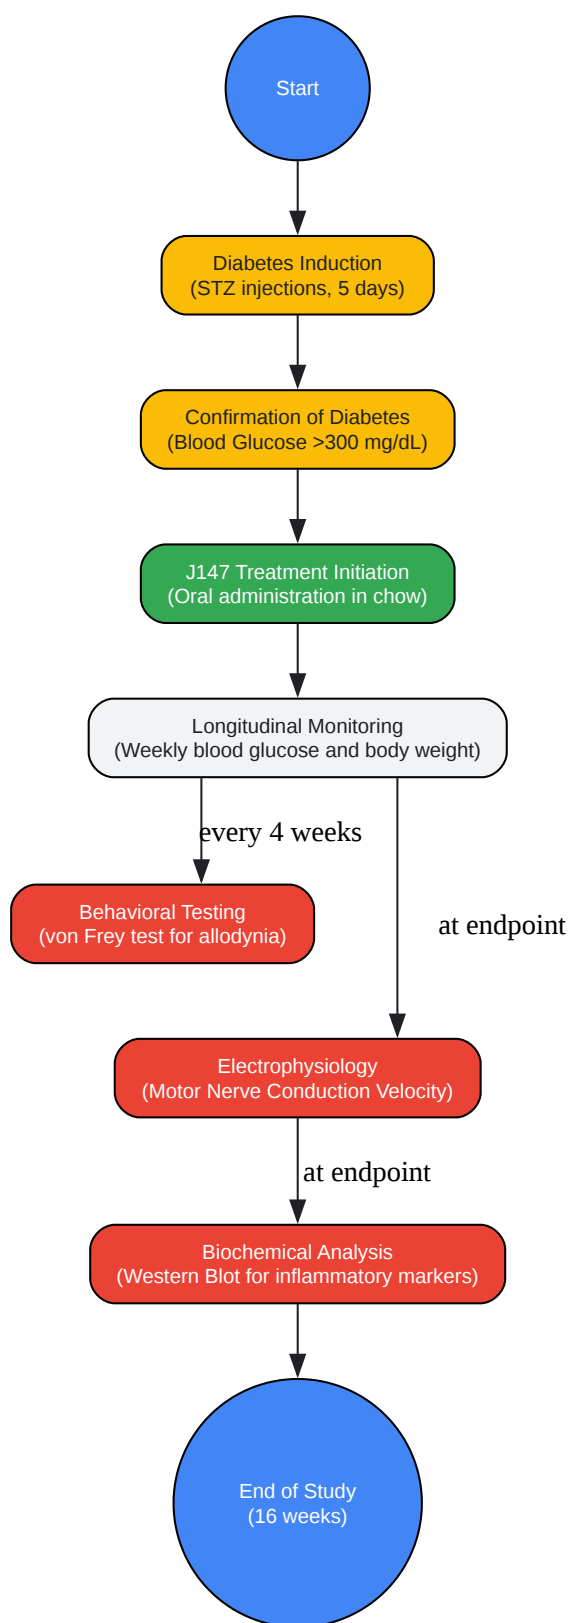 Start
Diabetes Induction
(STZ injections, 5 days)
Confirmation of Diabetes
(Blood Glucose >300 mg/dL)
J147 Treatment Initiation
(Oral administration in chow)
Longitudinal Monitoring
(Weekly blood glucose and body weight)
every 4 weeks
Behavioral Testing
(von Frey test for allodynia)
at endpoint
Electrophysiology
(Motor Nerve Conduction Velocity)
at endpoint
Biochemical Analysis
(Western Blot for inflammatory markers)
End of Study
(16 weeks)